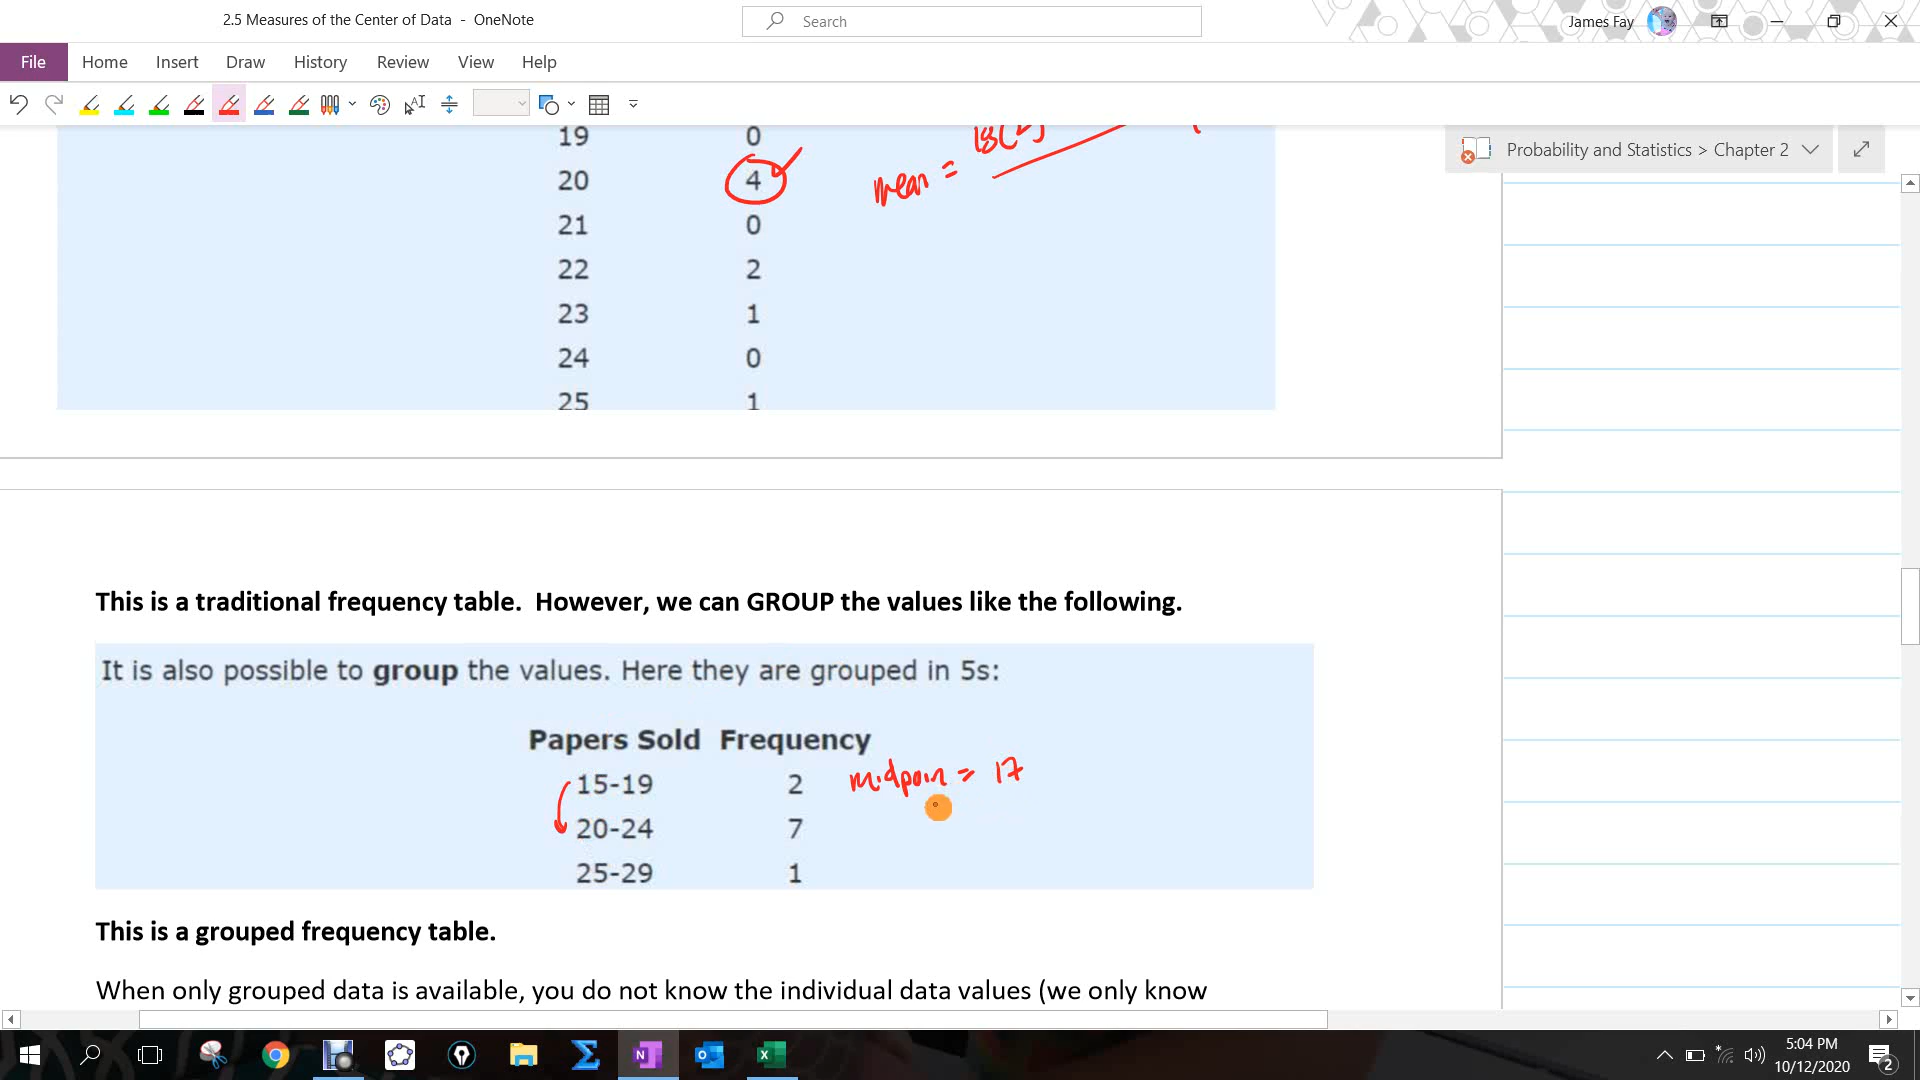 2.5 Measures of the Center of Data - OneNote
Search
James Fay
File Home Insert Draw History Review View Help
Probability and Statistics > Chapter 2
19 0
18(2)
mean =
20 4
21 0
22 2
23 1
24 0
25 1
This is a traditional frequency table. However, we can GROUP the values like the following.
It is also possible to group the values. Here they are grouped in 5s:
Papers Sold Frequency
15-19 2 midpoin = 17
20-24 7
25-29 1
This is a grouped frequency table.
When only grouped data is available, you do not know the individual data values (we only know
5:04 PM
10/12/2020
2